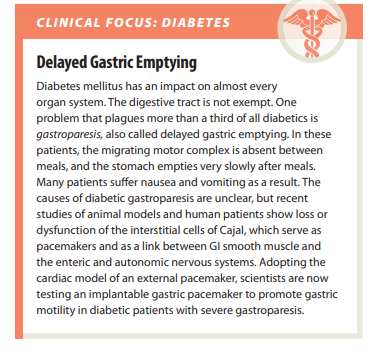 CLINICAL FOCUS: DIABETES
Delayed Gastric Emptying
Diabetes mellitus has an impact on almost every
organ system. The digestive tract is not exempt. One
problem that plagues more than a third of all diabetics is
gastroparesis, also called delayed gastric emptying. In these
patients, the migrating motor complex is absent between
meals, and the stomach empties very slowly after meals.
Many patients suffer nausea and vomiting as a result. The
causes of diabetic gastroparesis are unclear, but recent
studies of animal models and human patients show loss or
dysfunction of the interstitial cells of Cajal, which serve as
pacemakers and as a link between GI smooth muscle and
the enteric and autonomic nervous systems. Adopting the
cardiac model of an external pacemaker, scientists are now
testing an implantable gastric pacemaker to promote gastric
motility in diabetic patients with severe gastroparesis.